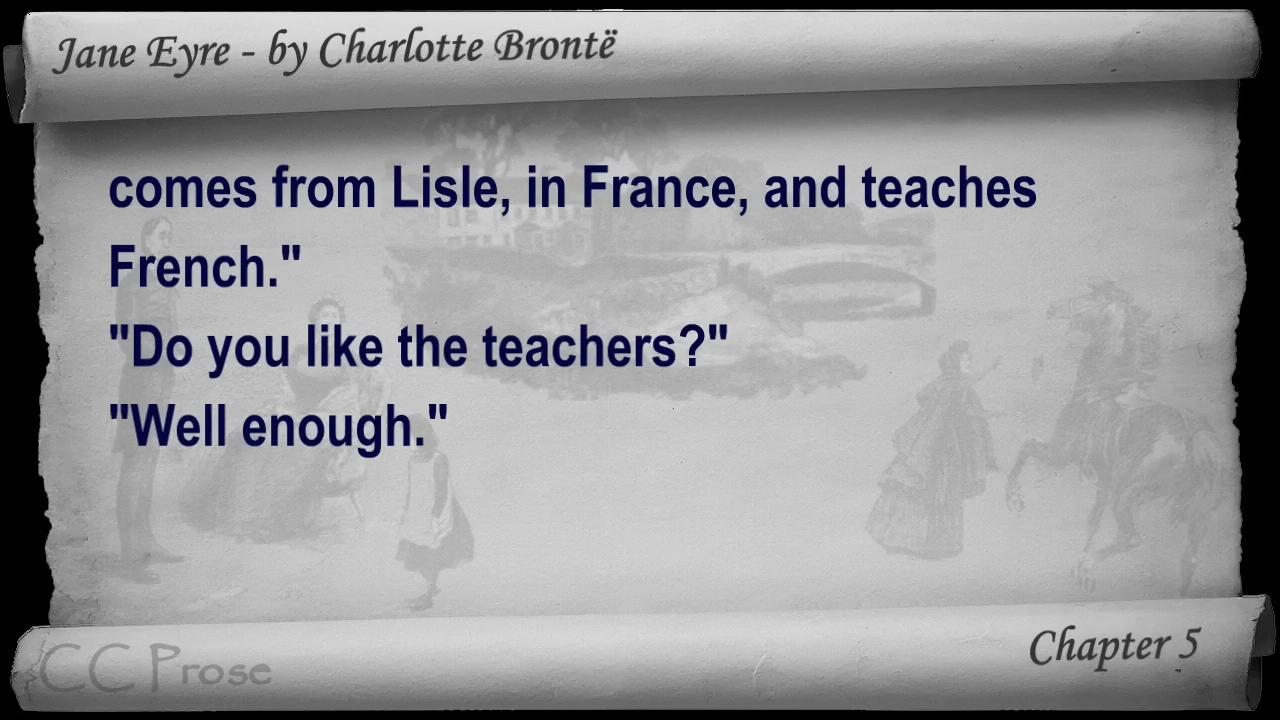 Jane Eyre - by Charlotte Brontë
comes from Lisle, in France, and teaches
French."
"Do you like the teachers?"
"Well enough."
Chapter 5
CC Prose